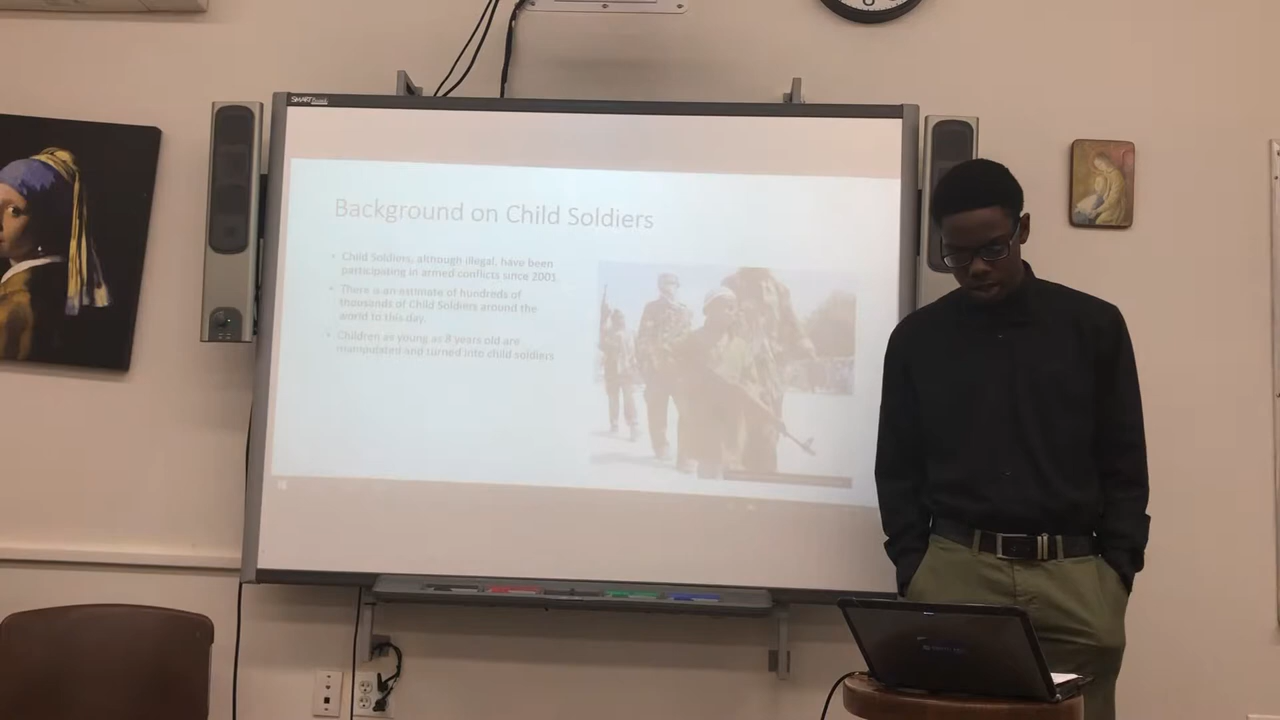 SMART Board
Background on Child Soldiers
Child Soldiers, although illegal, have been
participating in armed conflicts since 2001.
There is an estimate of hundreds of
thousands of Child Soldiers around the
world to this day.
Children as young as 8 years old are
manipulated and turned into child soldiers